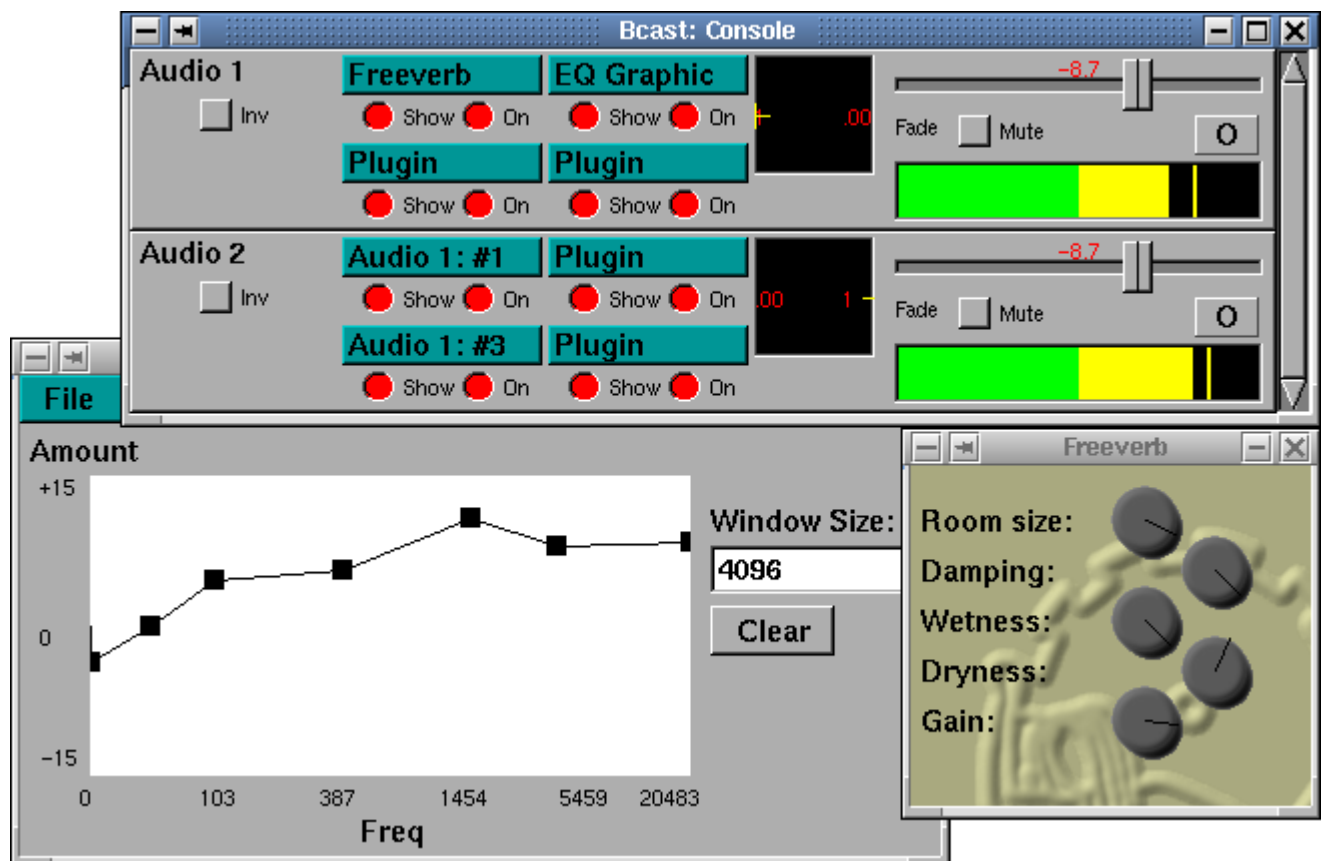 Bcast: Console
Audio 1
Inv
Freeverb
EQ Graphic
Show On Show On
Plugin
Plugin
Show On Show On
.00
-8.7
Fade Mute
O
Audio 2
Inv
Audio 1: #1
Plugin
Show On Show On
Audio 1: #3
Plugin
Show On Show On
.00 1
-8.7
Fade Mute
O
File
Amount
+15
0
-15
0 103 387 1454 5459 20483
Freq
Window Size:
4096
Clear
Freeverb
Room size:
Damping:
Wetness:
Dryness:
Gain: